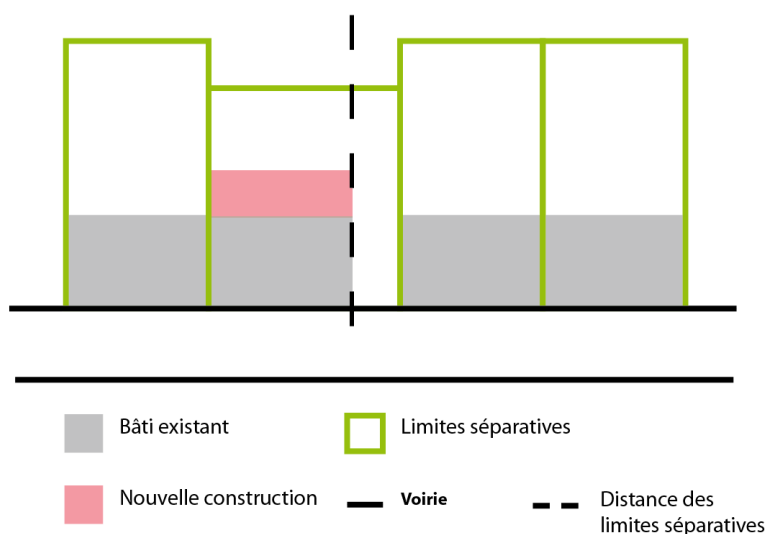 Bâti existant
Limites séparatives
Nouvelle construction
Voirie
Distance des
limites séparatives